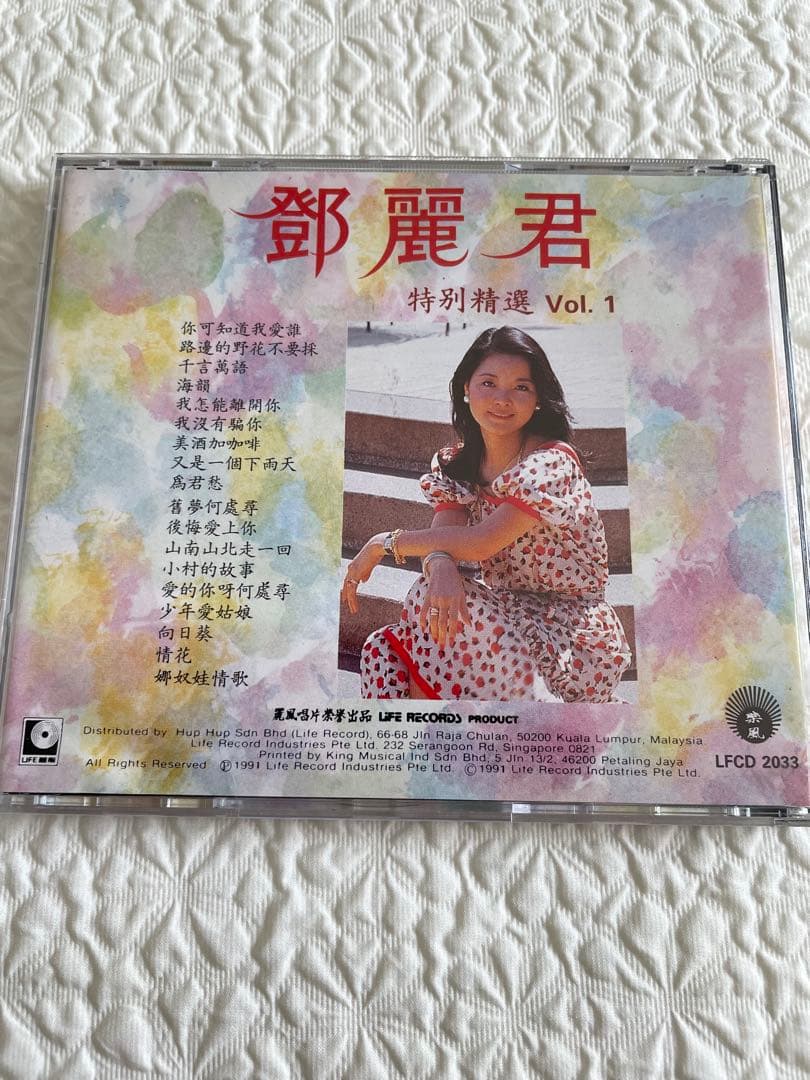 鄧麗君
特別精選 Vol. 1
你可知道我愛誰
路邊的野花不要採
千言萬語
海韻
我怎能離開你
我沒有騙你
美酒加咖啡
又是一個下雨天
爲君愁
舊夢何處尋
後悔愛上你
山南山北走一回
小村的故事
愛的你呀何處尋
少年愛姑娘
向日葵
情花
娜奴娃情歌
麗風唱片榮譽出品 LIFE RECORDS PRODUCT
Distributed by Hup Hup Sdn Bhd (Life Record), 66-68 Jln Raja Chulan, 50200 Kuala Lumpur, Malaysia.
Life Record Industries Pte Ltd. 232 Serangoon Rd, Singapore 0821
Printed by King Musical Ind Sdn Bhd, 5 Jln 13/2, 46200 Petaling Jaya
All Rights Reserved ℗ 1991 Life Record Industries Pte Ltd. © 1991 Life Record Industries Pte Ltd.
LIFE 麗風
樂風
LFCD 2033